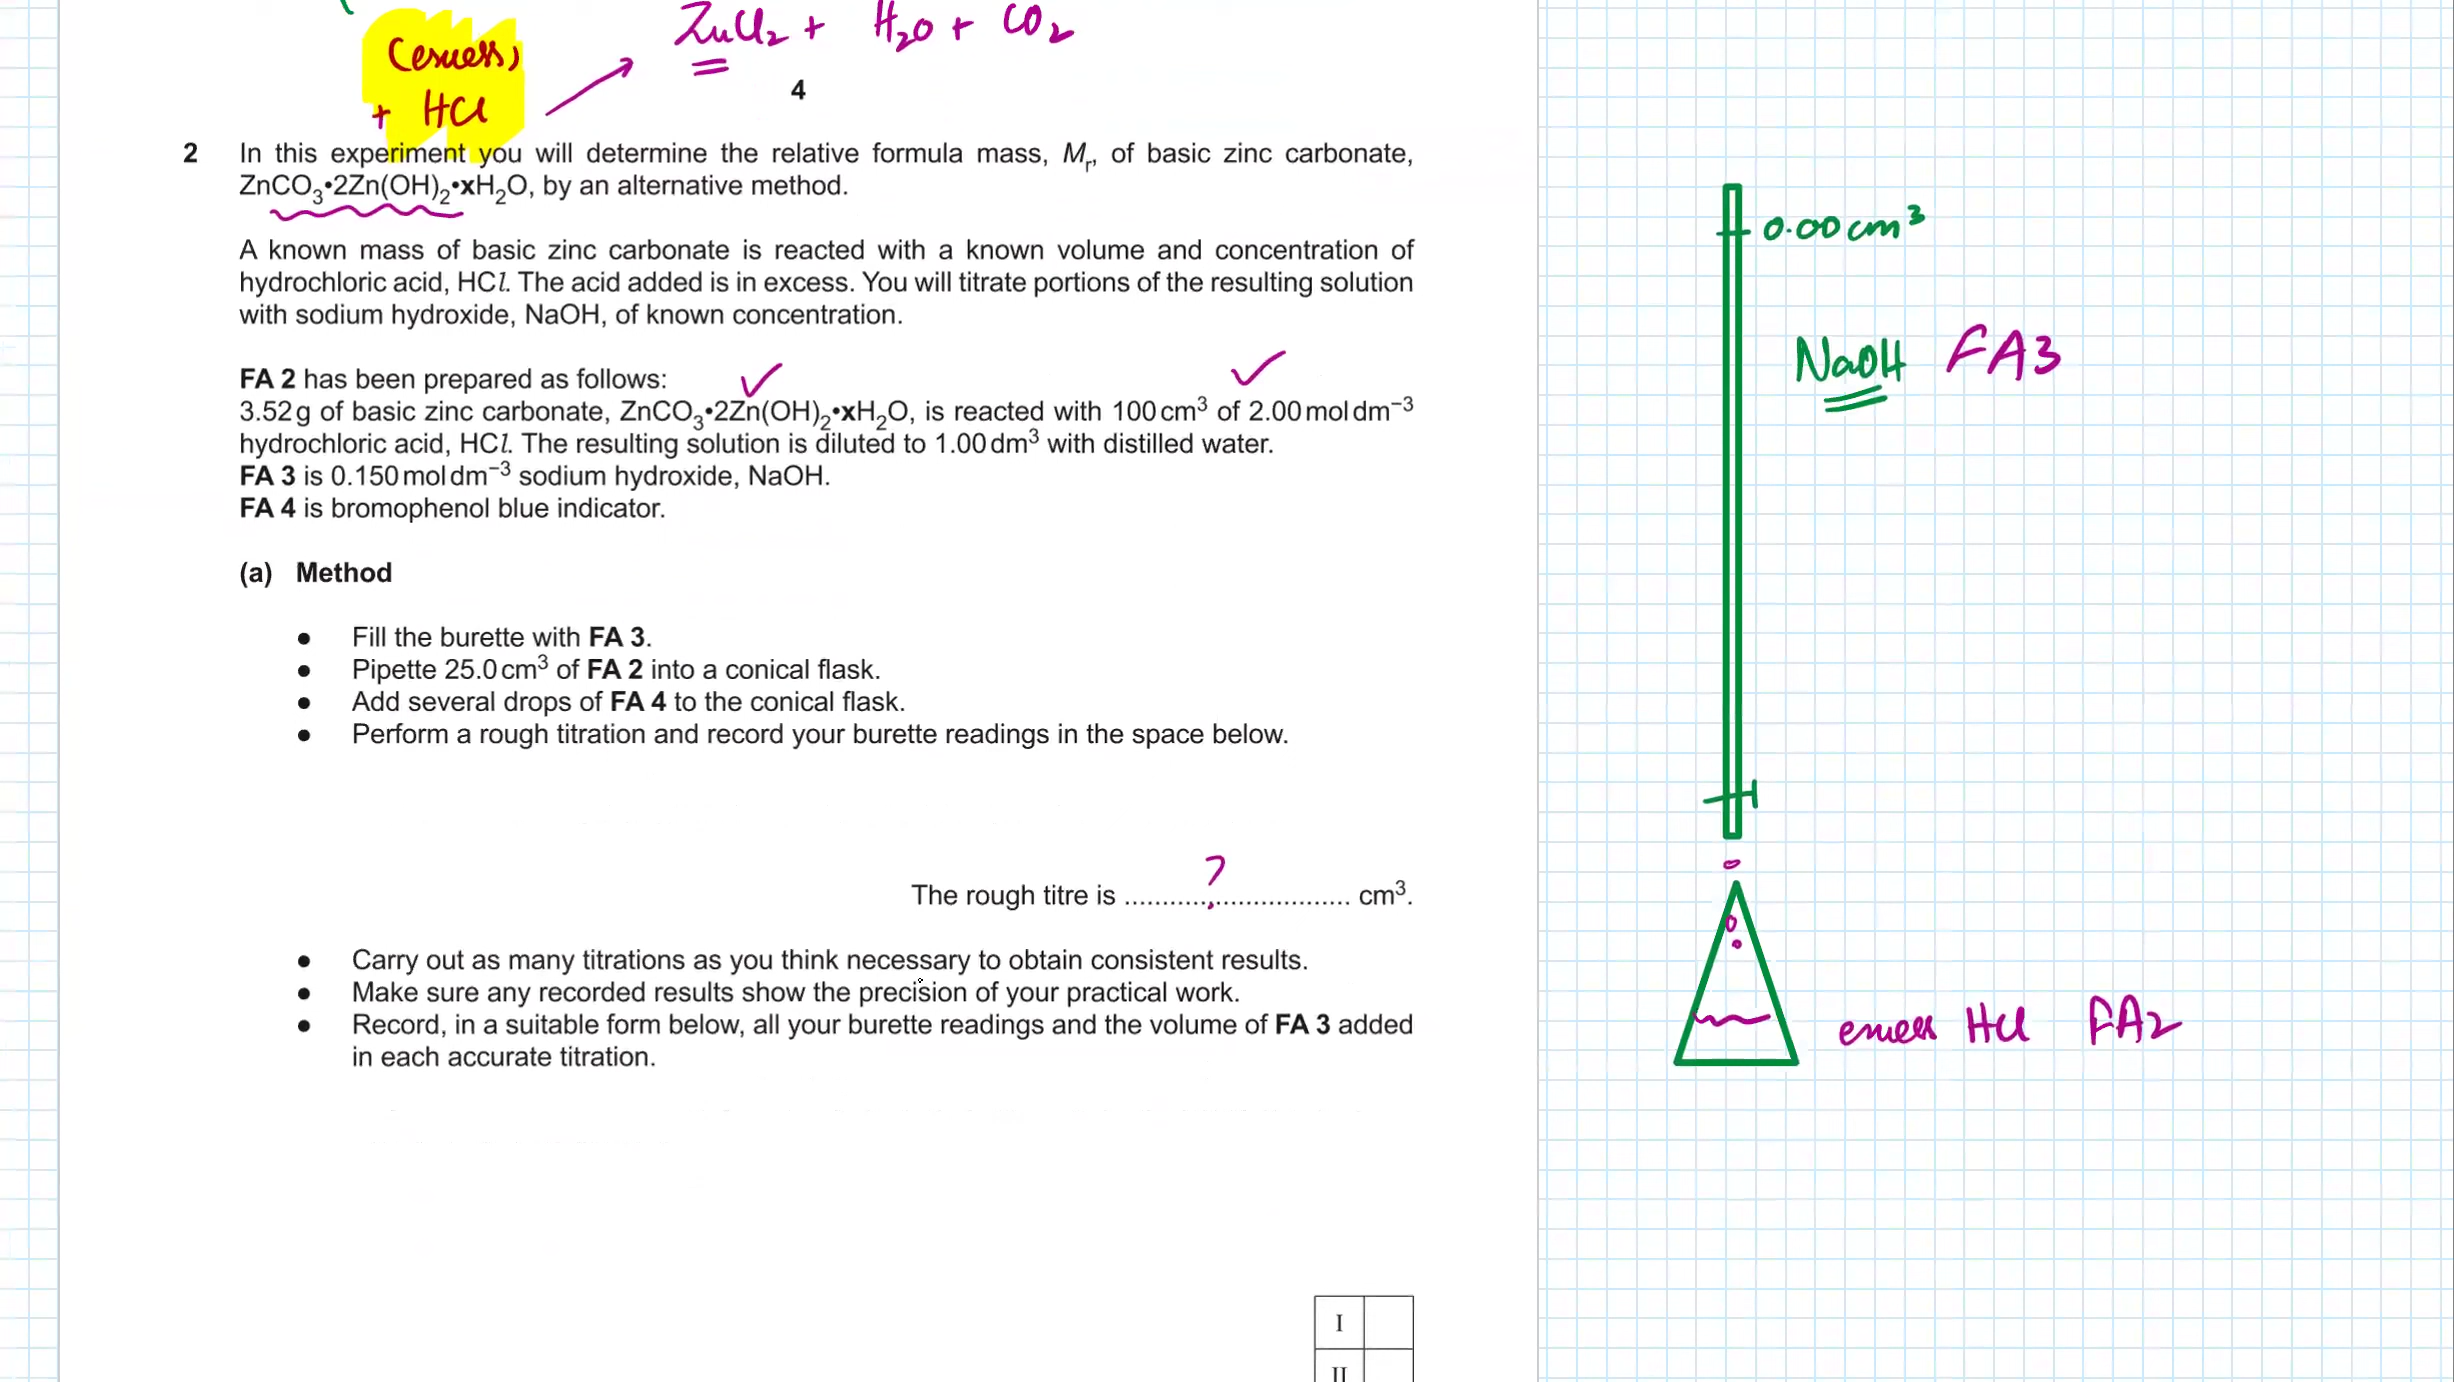 ZnCl₂ + H₂O + CO₂
(excess)
+ HCl
4
2 In this experiment you will determine the relative formula mass, Mᵣ, of basic zinc carbonate,
ZnCO₃•2Zn(OH)₂•xH₂O, by an alternative method.
A known mass of basic zinc carbonate is reacted with a known volume and concentration of
hydrochloric acid, HCl. The acid added is in excess. You will titrate portions of the resulting solution
with sodium hydroxide, NaOH, of known concentration.
FA 2 has been prepared as follows:
3.52 g of basic zinc carbonate, ZnCO₃•2Zn(OH)₂•xH₂O, is reacted with 100 cm³ of 2.00 mol dm⁻³
hydrochloric acid, HCl. The resulting solution is diluted to 1.00 dm³ with distilled water.
FA 3 is 0.150 mol dm⁻³ sodium hydroxide, NaOH.
FA 4 is bromophenol blue indicator.
(a) Method
● Fill the burette with FA 3.
● Pipette 25.0 cm³ of FA 2 into a conical flask.
● Add several drops of FA 4 to the conical flask.
● Perform a rough titration and record your burette readings in the space below.
?
The rough titre is .............................. cm³.
● Carry out as many titrations as you think necessary to obtain consistent results.
● Make sure any recorded results show the precision of your practical work.
● Record, in a suitable form below, all your burette readings and the volume of FA 3 added
in each accurate titration.
I
II
0.00 cm³
NaOH FA3
excess HCl FA2